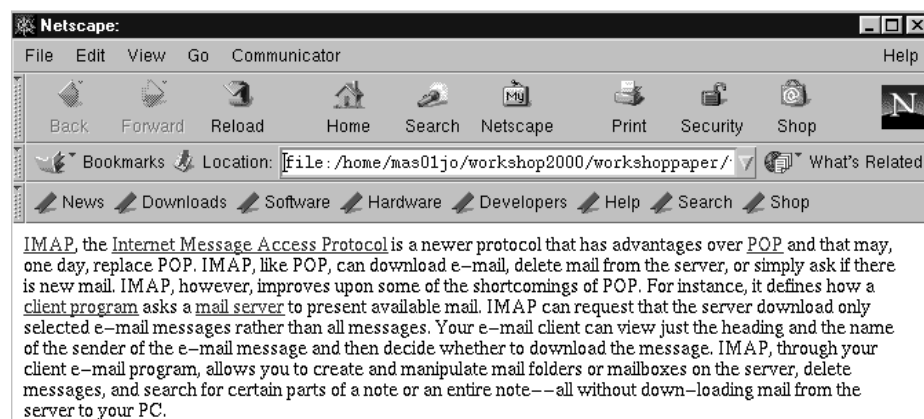 Netscape:
File Edit View Go Communicator Help
Back Forward Reload Home Search Netscape Print Security Shop
My
N
Bookmarks Location: file:/home/mas01jo/workshop2000/workshoppaper/ What's Related
News Downloads Software Hardware Developers Help Search Shop
IMAP, the Internet Message Access Protocol is a newer protocol that has advantages over POP and that may,
one day, replace POP. IMAP, like POP, can download e-mail, delete mail from the server, or simply ask if there
is new mail. IMAP, however, improves upon some of the shortcomings of POP. For instance, it defines how a
client program asks a mail server to present available mail. IMAP can request that the server download only
selected e-mail messages rather than all messages. Your e-mail client can view just the heading and the name
of the sender of the e-mail message and then decide whether to download the message. IMAP, through your
client e-mail program, allows you to create and manipulate mail folders or mailboxes on the server, delete
messages, and search for certain parts of a note or an entire note--all without down-loading mail from the
server to your PC.